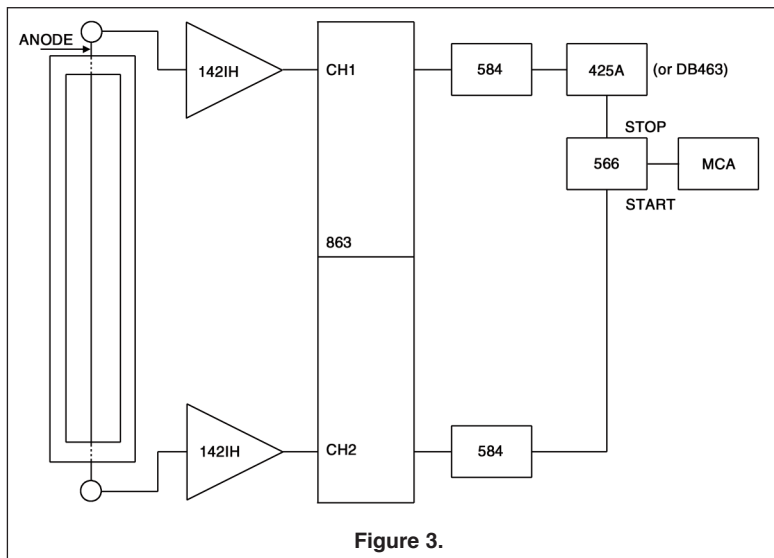 ANODE
142IH
CH1
584
425A
(or DB463)
STOP
566
MCA
START
863
142IH
CH2
584
Figure 3.